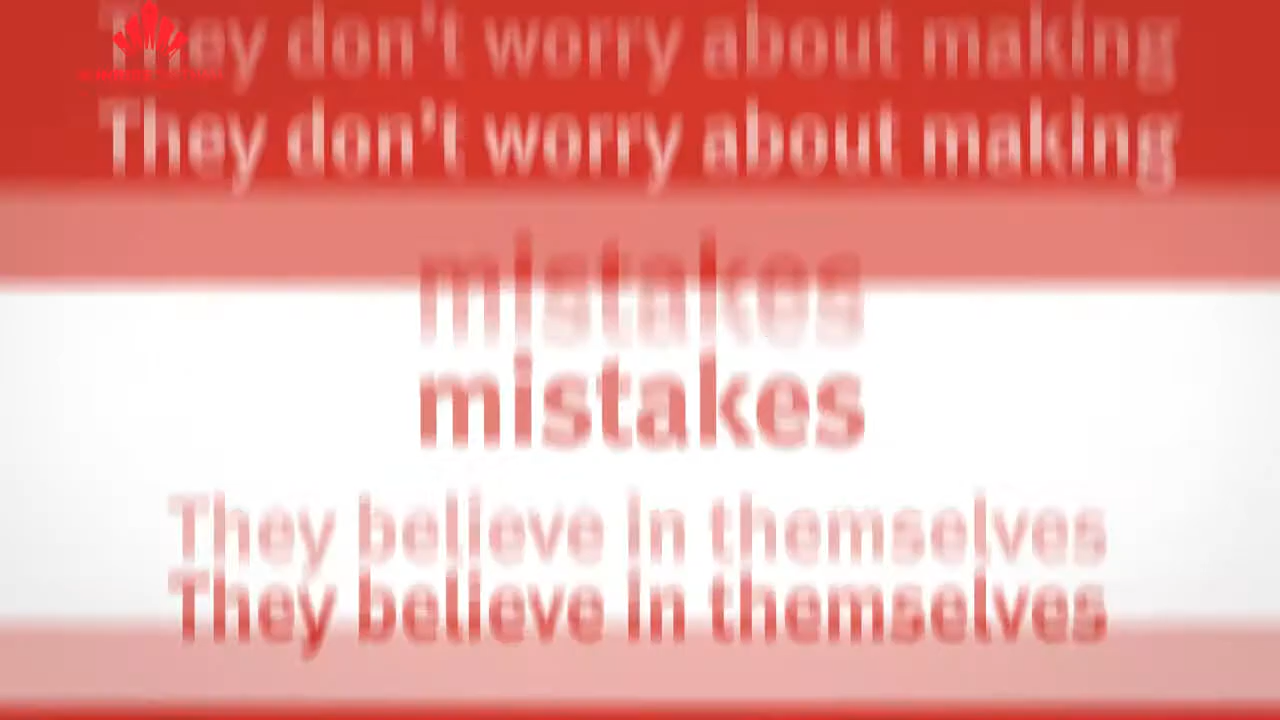 They don't worry about making
They don't worry about making
mistakes
mistakes
They believe in themselves
They believe in themselves